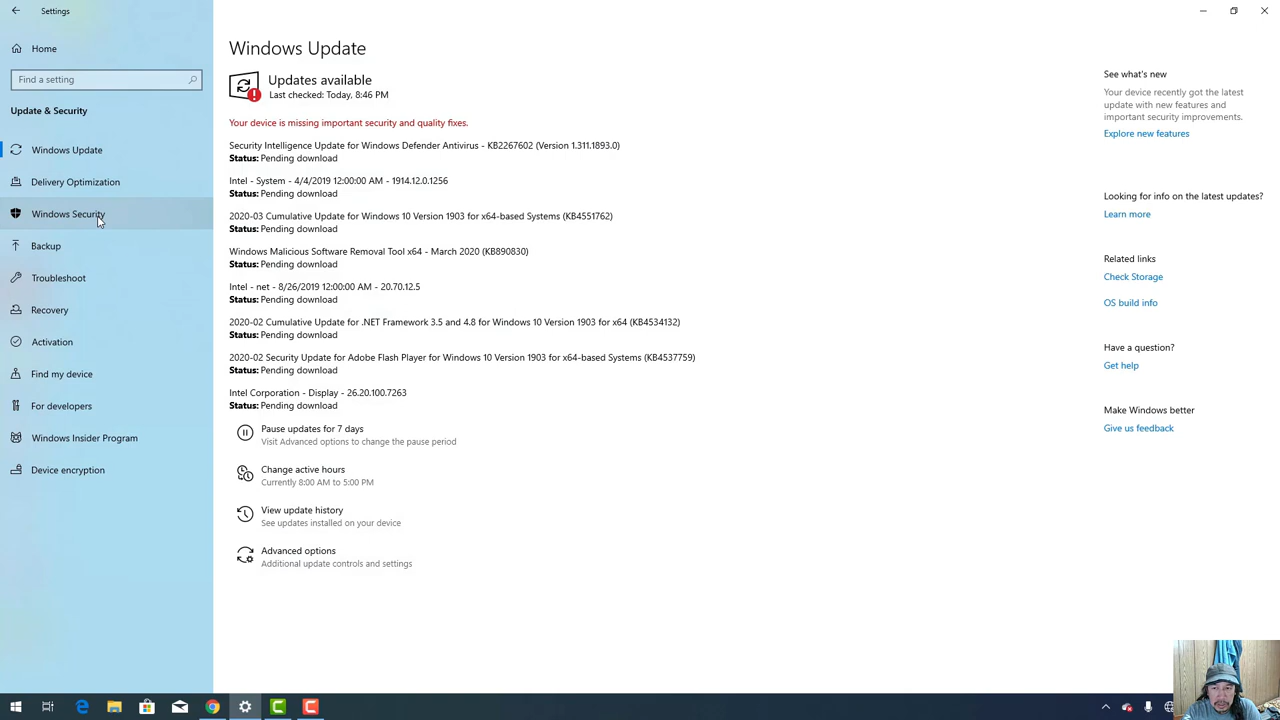 Settings
Home
Find a setting
Update & Security
Windows Update
Delivery Optimization
Windows Security
Backup
Troubleshoot
Recovery
Activation
Find my device
For developers
Windows Insider Program
Device encryption
Windows Update
Updates available
Last checked: Today, 8:46 PM
Your device is missing important security and quality fixes.
Security Intelligence Update for Windows Defender Antivirus - KB2267602 (Version 1.311.1893.0)
Status: Pending download
Intel - System - 4/4/2019 12:00:00 AM - 1914.12.0.1256
Status: Pending download
2020-03 Cumulative Update for Windows 10 Version 1903 for x64-based Systems (KB4551762)
Status: Pending download
Windows Malicious Software Removal Tool x64 - March 2020 (KB890830)
Status: Pending download
Intel - net - 8/26/2019 12:00:00 AM - 20.70.12.5
Status: Pending download
2020-02 Cumulative Update for .NET Framework 3.5 and 4.8 for Windows 10 Version 1903 for x64 (KB4534132)
Status: Pending download
2020-02 Security Update for Adobe Flash Player for Windows 10 Version 1903 for x64-based Systems (KB4537759)
Status: Pending download
Intel Corporation - Display - 26.20.100.7263
Status: Pending download
Pause updates for 7 days
Visit Advanced options to change the pause period
Change active hours
Currently 8:00 AM to 5:00 PM
View update history
See updates installed on your device
Advanced options
Additional update controls and settings
See what's new
Your device recently got the latest
update with new features and
important security improvements.
Explore new features
Looking for info on the latest updates?
Learn more
Related links
Check Storage
OS build info
Have a question?
Get help
Make Windows better
Give us feedback